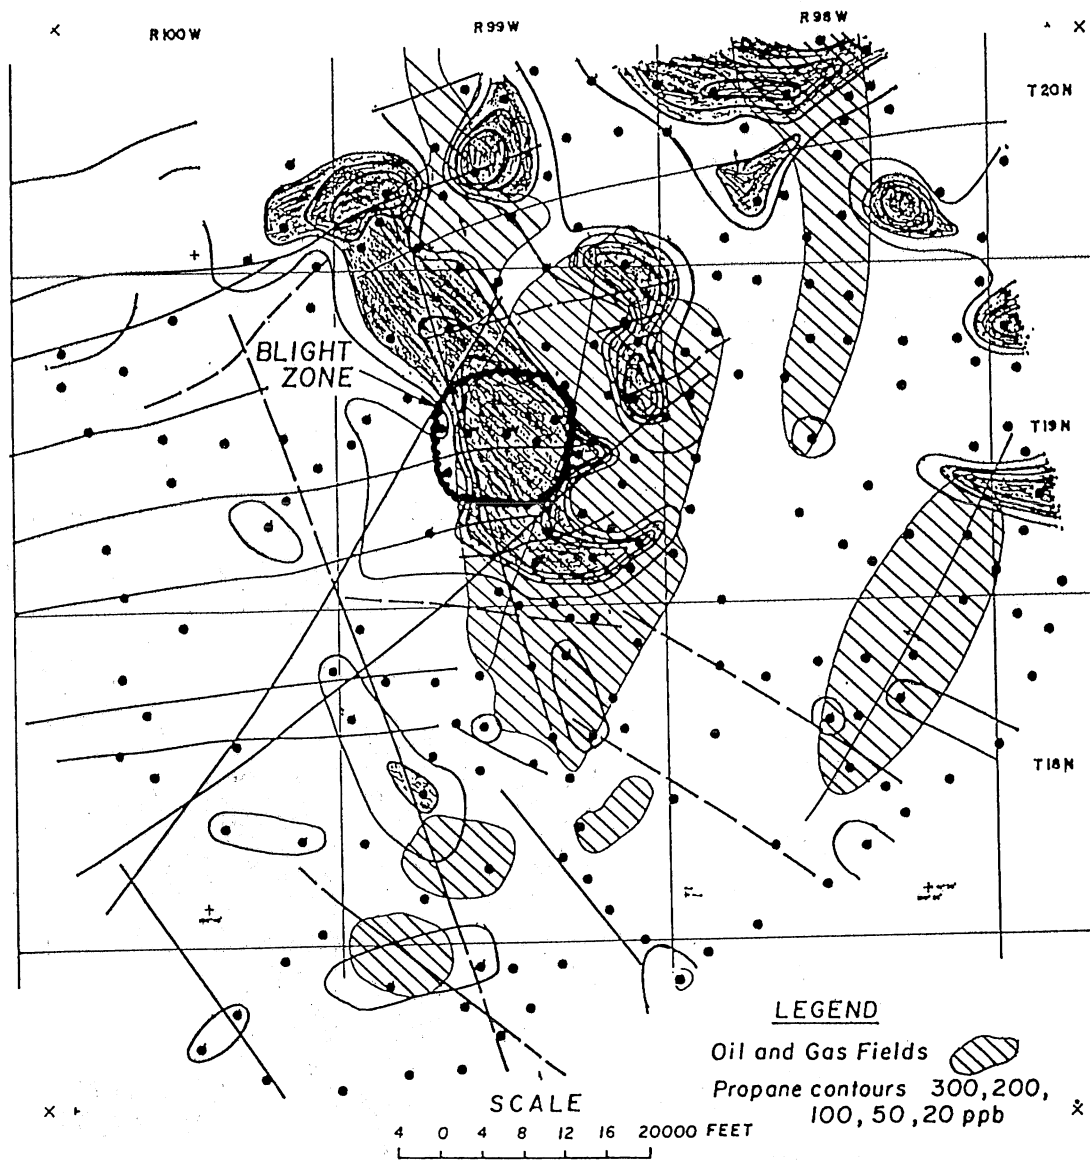 R100W
R99W
R98W
T20N
BLIGHT
ZONE
T19N
T18N
LEGEND
Oil and Gas Fields
Propane contours 300,200,
100,50,20 ppb
SCALE
4 0 4 8 12 16 20000 FEET